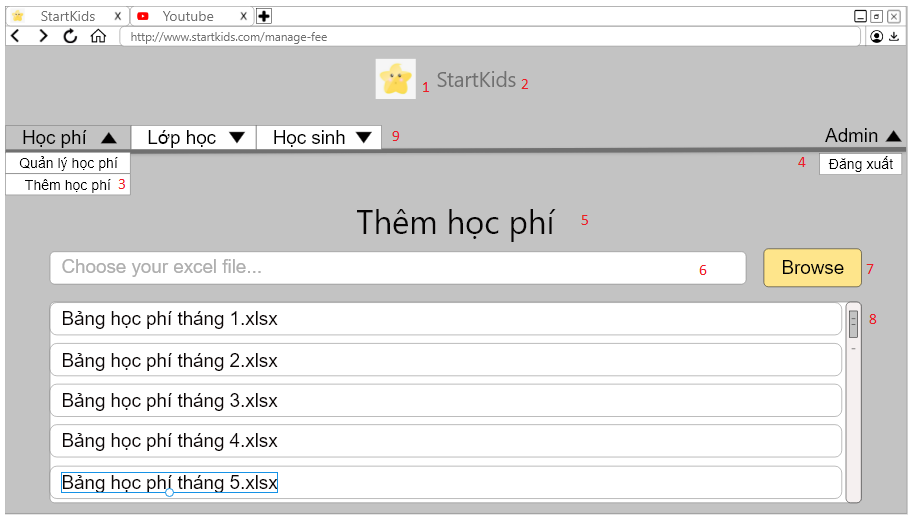 StartKids X Youtube X
http://www.startkids.com/manage-fee
1 StartKids 2
Học phí Lớp học Học sinh 9 Admin
Quản lý học phí 4 Đăng xuất
Thêm học phí 3
Thêm học phí 5
Choose your excel file... 6 Browse 7
Bảng học phí tháng 1.xlsx 8
Bảng học phí tháng 2.xlsx
Bảng học phí tháng 3.xlsx
Bảng học phí tháng 4.xlsx
Bảng học phí tháng 5.xlsx